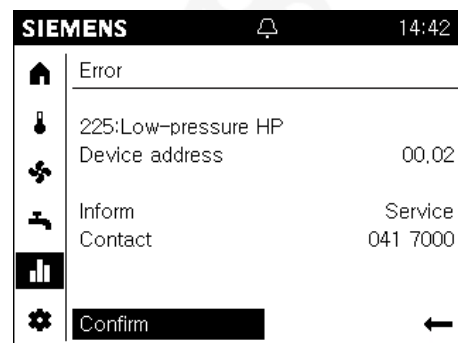 SIEMENS 14:42
Error
225:Low-pressure HP
Device address 00.02
Inform Service
Contact 041 7000
Confirm